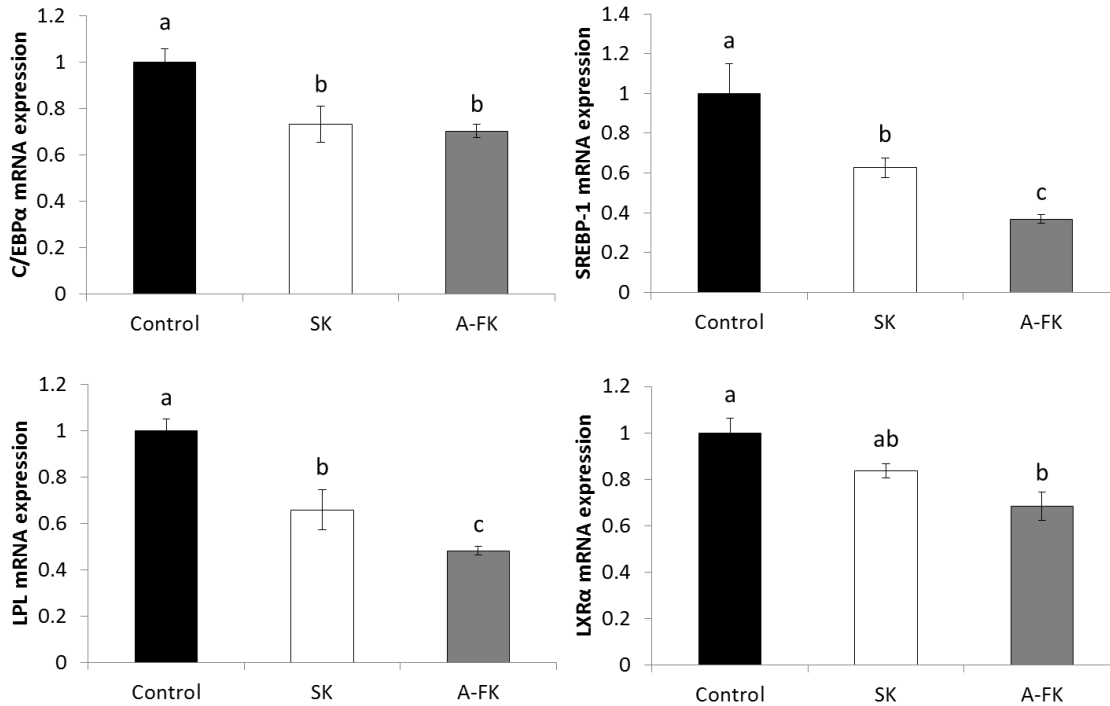 C/EBPα mRNA expression
1.2
1
0.8
0.6
0.4
0.2
0
a
b
b
Control SK A-FK
SREBP-1 mRNA expression
1.4
1.2
1
0.8
0.6
0.4
0.2
0
a
b
c
Control SK A-FK
LPL mRNA expression
1.2
1
0.8
0.6
0.4
0.2
0
a
b
c
Control SK A-FK
LXRα mRNA expression
1.2
1
0.8
0.6
0.4
0.2
0
a
ab
b
Control SK A-FK